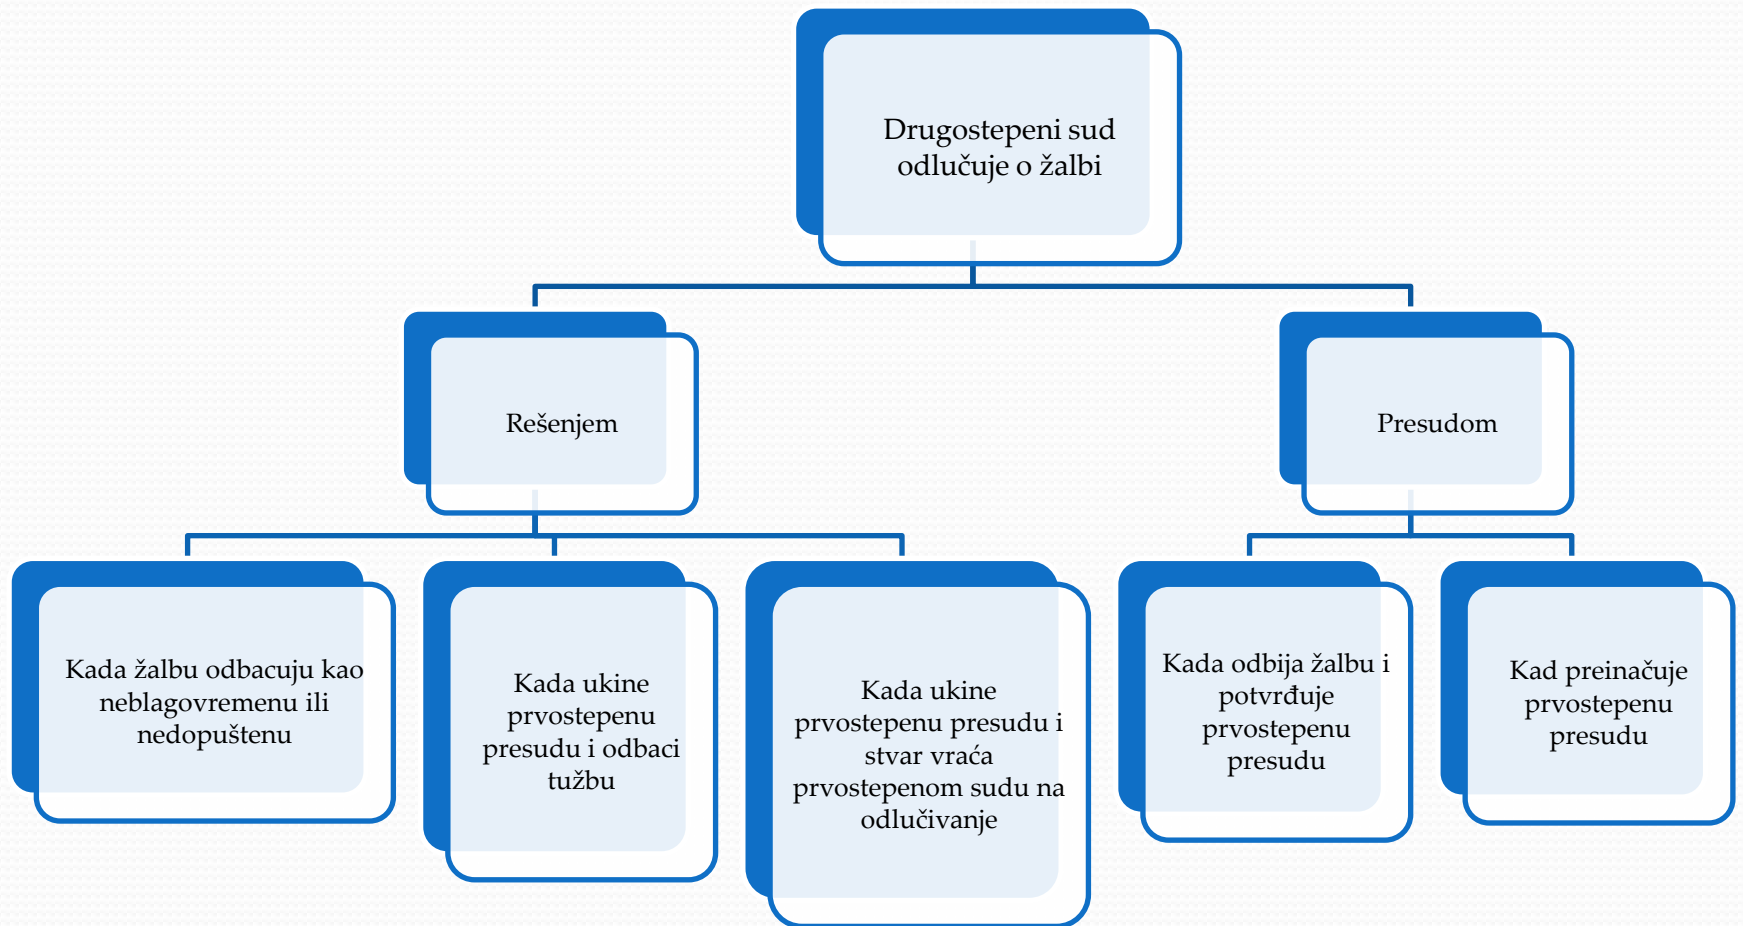 Drugostepeni sud
odlučuje o žalbi
Rešenjem
Presudom
Kada žalbu odbacuju kao
neblagovremenu ili
nedopuštenu
Kada ukine
prvostepenu
presudu i odbaci
tužbu
Kada ukine
prvostepenu presudu i
stvar vraća
prvostepenom sudu na
odlučivanje
Kada odbija žalbu i
potvrđuje
prvostepenu
presudu
Kad preinačuje
prvostepenu
presudu